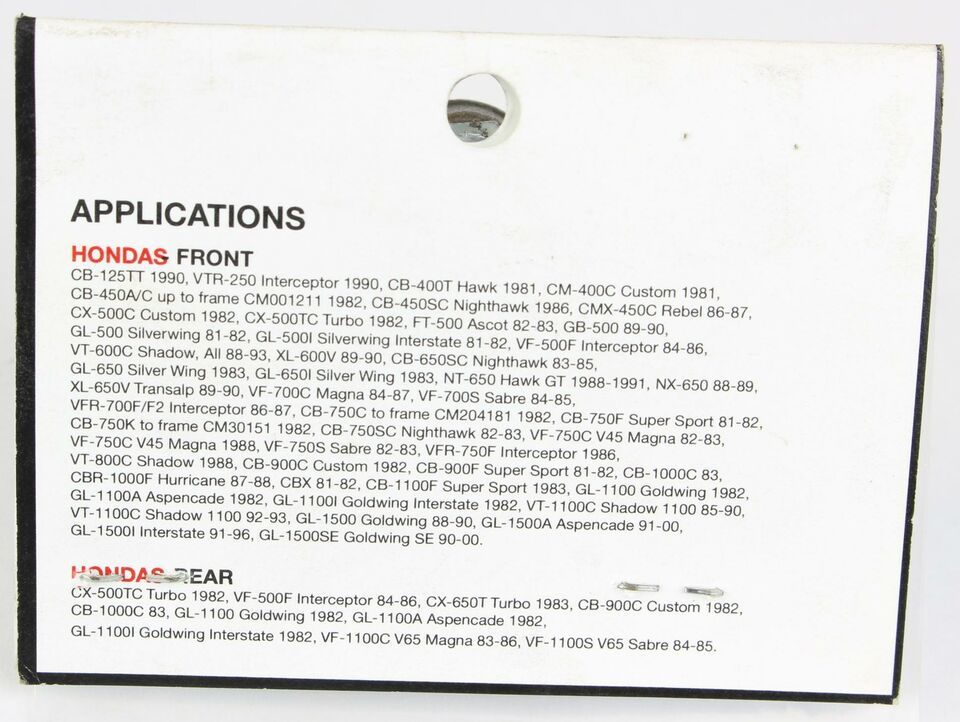 APPLICATIONS
HONDAS- FRONT
CB-125TT 1990, VTR-250 Interceptor 1990, CB-400T Hawk 1981, CM-400C Custom 1981,
CB-450A/C up to frame CM001211 1982, CB-450SC Nighthawk 1986, CMX-450C Rebel 86-87,
CX-500C Custom 1982, CX-500TC Turbo 1982, FT-500 Ascot 82-83, GB-500 89-90,
GL-500 Silverwing 81-82, GL-500I Silverwing Interstate 81-82, VF-500F Interceptor 84-86,
VT-600C Shadow, All 88-93, XL-600V 89-90, CB-650SC Nighthawk 83-85,
GL-650 Silver Wing 1983, GL-650I Silver Wing 1983, NT-650 Hawk GT 1988-1991, NX-650 88-89,
XL-650V Transalp 89-90, VF-700C Magna 84-87, VF-700S Sabre 84-85,
VFR-700F/F2 Interceptor 86-87, CB-750C to frame CM204181 1982, CB-750F Super Sport 81-82,
CB-750K to frame CM30151 1982, CB-750SC Nighthawk 82-83, VF-750C V45 Magna 82-83,
VF-750C V45 Magna 1988, VF-750S Sabre 82-83, VFR-750F Interceptor 1986,
VT-800C Shadow 1988, CB-900C Custom 1982, CB-900F Super Sport 81-82, CB-1000C 83,
CBR-1000F Hurricane 87-88, CBX 81-82, CB-1100F Super Sport 1983, GL-1100 Goldwing 1982,
GL-1100A Aspencade 1982, GL-1100I Goldwing Interstate 1982, VT-1100C Shadow 1100 85-90,
VT-1100C Shadow 1100 92-93, GL-1500 Goldwing 88-90, GL-1500A Aspencade 91-00,
GL-1500I Interstate 91-96, GL-1500SE Goldwing SE 90-00.
HONDAS-REAR
CX-500TC Turbo 1982, VF-500F Interceptor 84-86, CX-650T Turbo 1983, CB-900C Custom 1982,
CB-1000C 83, GL-1100 Goldwing 1982, GL-1100A Aspencade 1982,
GL-1100I Goldwing Interstate 1982, VF-1100C V65 Magna 83-86, VF-1100S V65 Sabre 84-85.